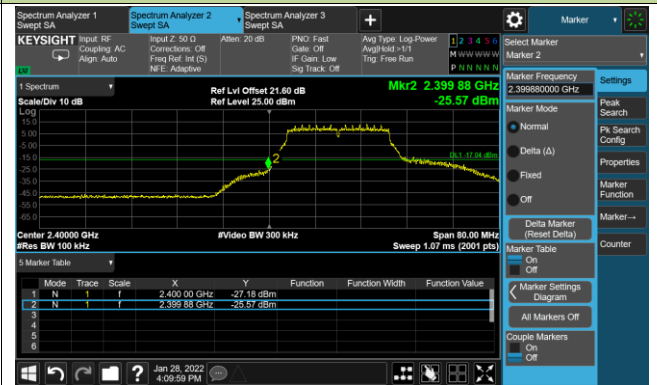 Spectrum Analyzer 1
Swept SA
Spectrum Analyzer 2
Swept SA
Spectrum Analyzer 3
Swept SA
Marker
KEYSIGHT
Input: RF
Coupling: AC
Align: Auto
Input Z: 50 Ω
Corrections: Off
Freq Ref: Int (S)
NFE: Adaptive
Atten: 20 dB
PNO: Fast
Gate: Off
IF Gain: Low
Sig Track: Off
Avg Type: Log-Power
Avg|Hold:>1/1
Trig: Free Run
1 2 3 4 5 6
M W W W W W
P N N N N N
LXI
Select Marker
Marker 2
1 Spectrum
Scale/Div 10 dB
Ref Lvl Offset 21.60 dB
Ref Level 25.00 dBm
Mkr2 2.399 88 GHz
-25.57 dBm
Log
15.0
5.00
-5.00
-15.0
-25.0
-35.0
-45.0
-55.0
-65.0
2
DL1 -17.04 dBm
Center 2.40000 GHz
#Res BW 100 kHz
#Video BW 300 kHz
Span 80.00 MHz
Sweep 1.07 ms (2001 pts)
5 Marker Table
Mode Trace Scale X Y Function Function Width Function Value
1 N 1 f 2.400 00 GHz -27.18 dBm
2 N 1 f 2.399 88 GHz -25.57 dBm
3
4
5
6
Marker Frequency
2.399880000 GHz
Marker Mode
Normal
Delta (Δ)
Fixed
Off
Delta Marker
(Reset Delta)
Marker Table
On
Off
Marker Settings
Diagram
All Markers Off
Couple Markers
On
Off
Settings
Peak
Search
Pk Search
Config
Properties
Marker
Function
Marker→
Counter
?
Jan 28, 2022
4:09:59 PM